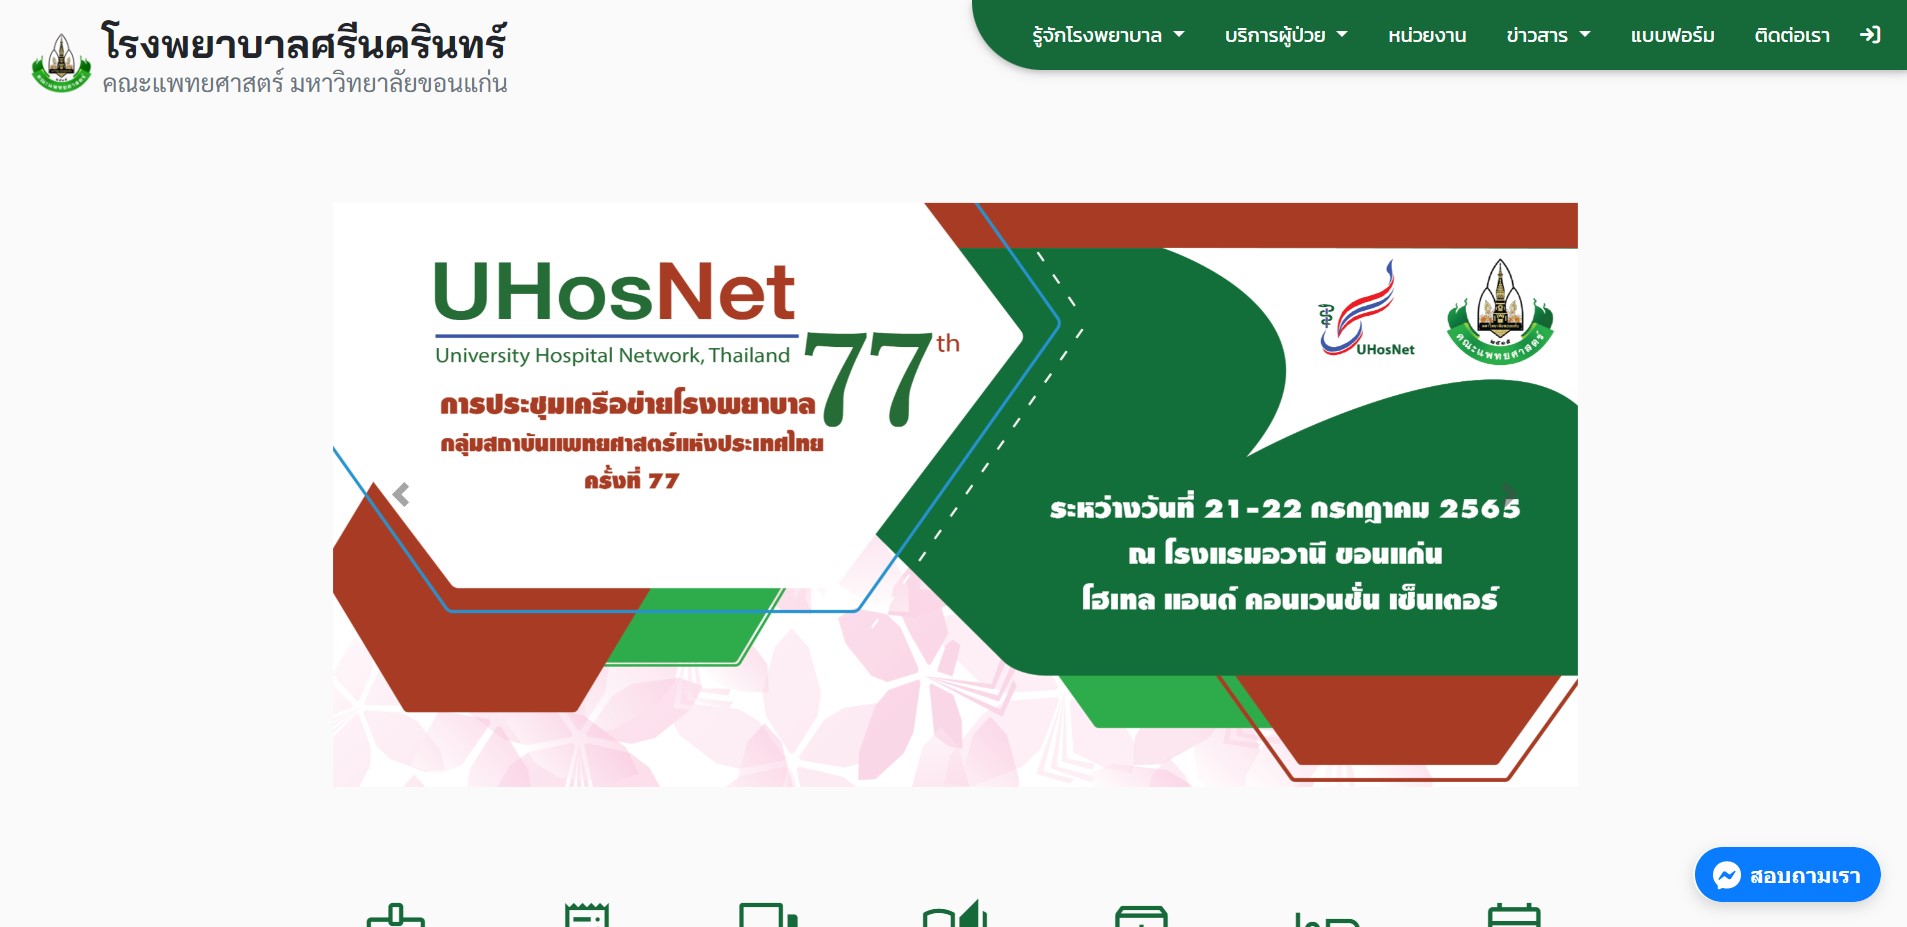 โรงพยาบาลศรีนครินทร์
คณะแพทยศาสตร์ มหาวิทยาลัยขอนแก่น
รู้จักโรงพยาบาล
บริการผู้ป่วย
หน่วยงาน
ข่าวสาร
แบบฟอร์ม
ติดต่อเรา
UHosNet
University Hospital Network, Thailand
77th
การประชุมเครือข่ายโรงพยาบาล
กลุ่มสถาบันแพทยศาสตร์แห่งประเทศไทย
ครั้งที่ 77
UHosNet
คณะแพทยศาสตร์
ระหว่างวันที่ 21-22 กรกฎาคม 2565
ณ โรงแรมอวานี ขอนแก่น
โฮเทล แอนด์ คอนเวนชั่น เซ็นเตอร์
สอบถามเรา